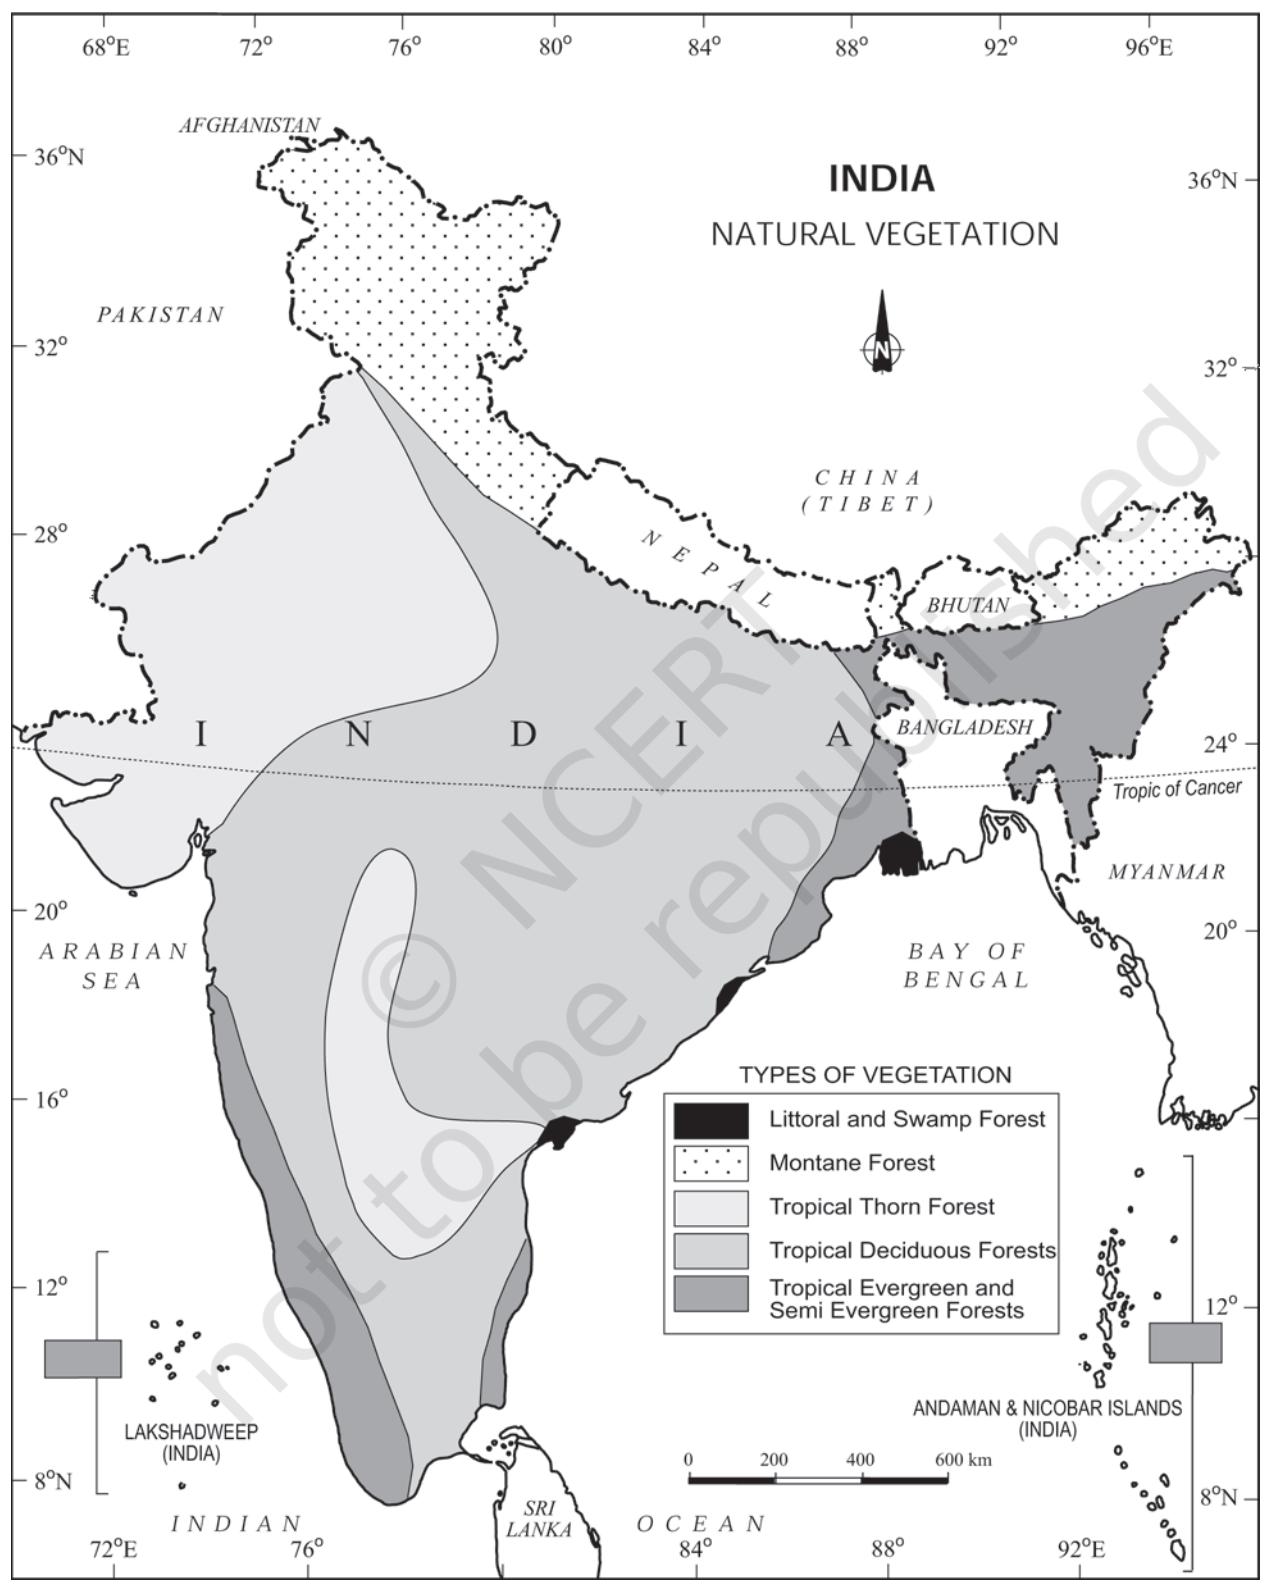 68°E 72° 76° 80° 84° 88° 92° 96°E
AFGHANISTAN
36°N
INDIA
36°N
NATURAL VEGETATION
PAKISTAN
N
32°
32°
CHINA
(TIBET)
28°
NEPAL
BHUTAN
INDIA
BANGLADESH
24°
Tropic of Cancer
MYANMAR
20°
20°
ARABIAN
SEA
BAY OF
BENGAL
16°
TYPES OF VEGETATION
Littoral and Swamp Forest
Montane Forest
Tropical Thorn Forest
Tropical Deciduous Forests
Tropical Evergreen and
Semi Evergreen Forests
12°
12°
LAKSHADWEEP
(INDIA)
ANDAMAN & NICOBAR ISLANDS
(INDIA)
0 200 400 600 km
8°N
8°N
SRI
LANKA
INDIAN OCEAN
72°E 76° 84° 88° 92°E
© NCERT
not to be republished